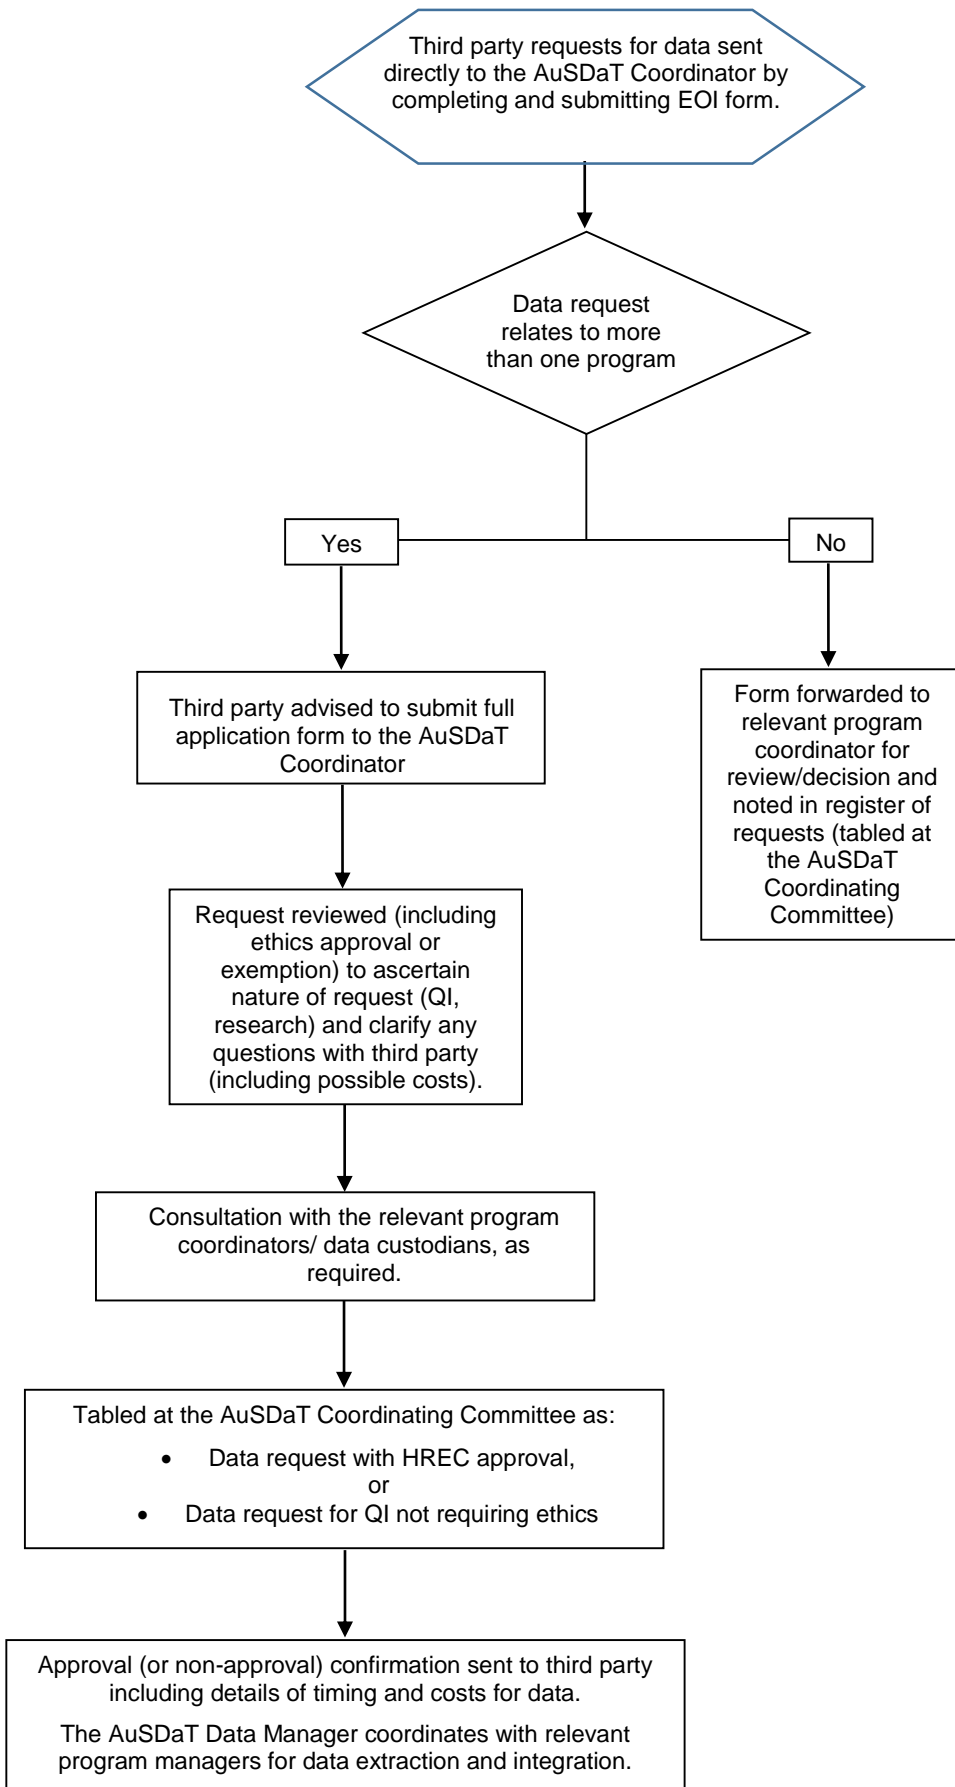 Third party requests for data sent
directly to the AuSDaT Coordinator by
completing and submitting EOI form.
Data request
relates to more
than one program
Yes
No
Third party advised to submit full
application form to the AuSDaT
Coordinator
Form forwarded to
relevant program
coordinator for
review/decision and
noted in register of
requests (tabled at
the AuSDaT
Coordinating
Committee)
Request reviewed (including
ethics approval or
exemption) to ascertain
nature of request (QI,
research) and clarify any
questions with third party
(including possible costs).
Consultation with the relevant program
coordinators/ data custodians, as
required.
Tabled at the AuSDaT Coordinating Committee as:
• Data request with HREC approval,
or
• Data request for QI not requiring ethics
Approval (or non-approval) confirmation sent to third party
including details of timing and costs for data.
The AuSDaT Data Manager coordinates with relevant
program managers for data extraction and integration.